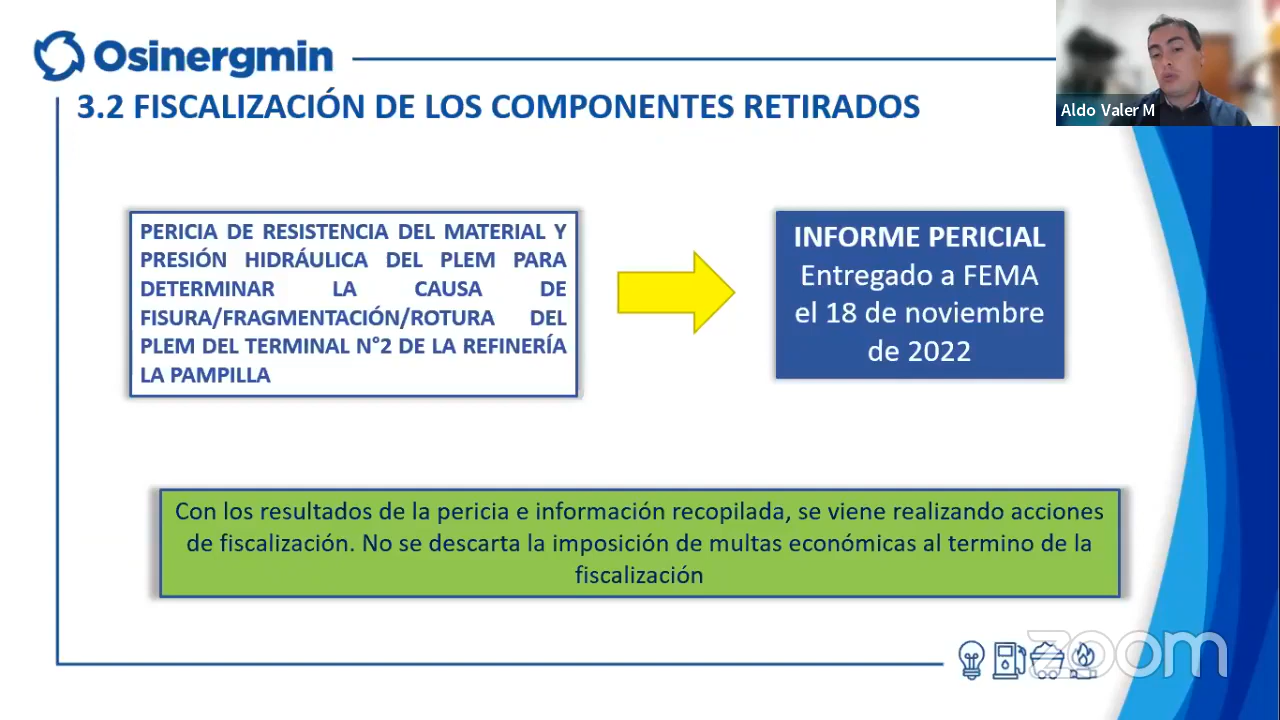 Osinergmin
3.2 FISCALIZACIÓN DE LOS COMPONENTES RETIRADOS
Aldo Valer M
PERICIA DE RESISTENCIA DEL MATERIAL Y
PRESIÓN HIDRÁULICA DEL PLEM PARA
DETERMINAR LA CAUSA DE
FISURA/FRAGMENTACIÓN/ROTURA DEL
PLEM DEL TERMINAL N°2 DE LA REFINERÍA
LA PAMPILLA
INFORME PERICIAL
Entregado a FEMA
el 18 de noviembre
de 2022
Con los resultados de la pericia e información recopilada, se viene realizando acciones
de fiscalización. No se descarta la imposición de multas económicas al termino de la
fiscalización
zoom